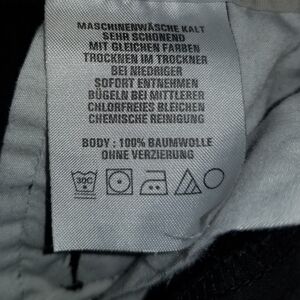 MASCHINENWÄSCHE KALT
SEHR SCHONEND
MIT GLEICHEN FARBEN
TROCKNEN IM TROCKNER
BEI NIEDRIGER
SOFORT ENTNEHMEN
BÜGELN BEI MITTLERER
CHLORFREIES BLEICHEN
CHEMISCHE REINIGUNG
BODY : 100% BAUMWOLLE
OHNE VERZIERUNG
30C